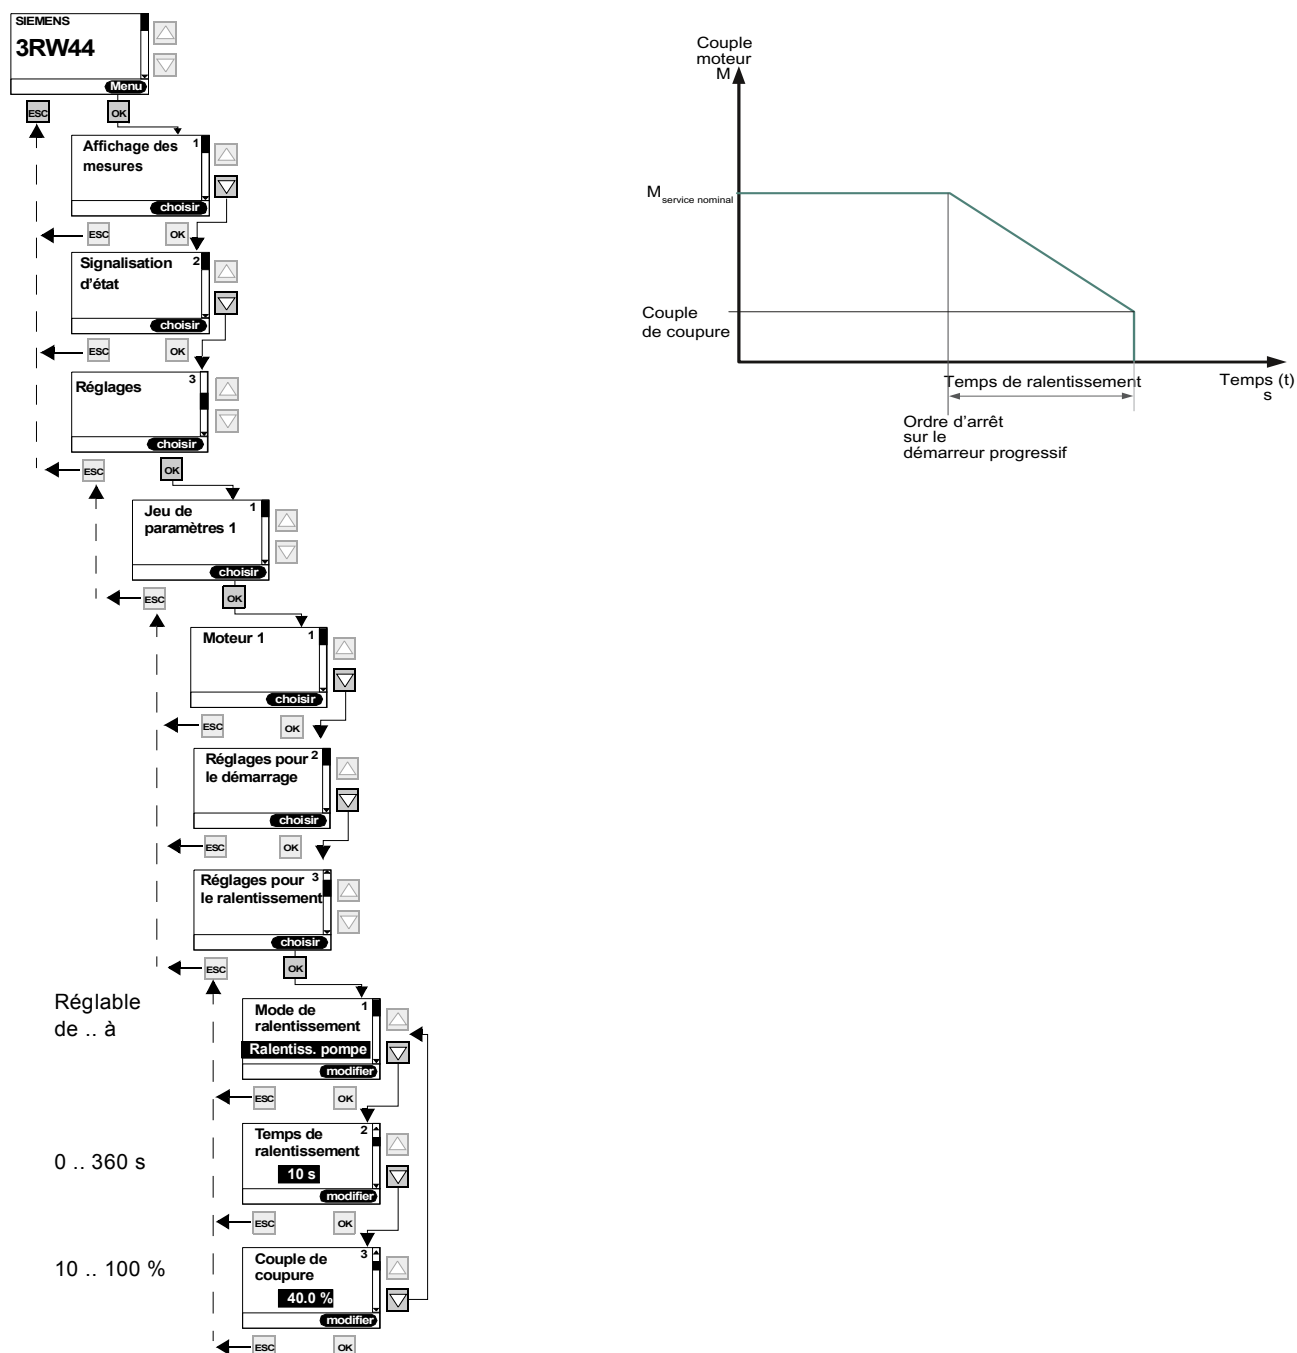 SIEMENS
3RW44
Menu
ESC
OK
Affichage des
mesures
1
choisir
ESC
OK
Signalisation
d'état
2
choisir
ESC
OK
Réglages
3
choisir
ESC
OK
Jeu de
paramètres 1
1
choisir
ESC
OK
Moteur 1
1
choisir
ESC
OK
Réglages pour
le démarrage
2
choisir
ESC
OK
Réglages pour
le ralentissement
3
choisir
ESC
OK
Réglable
de .. à
Mode de
ralentissement
1
Ralentiss. pompe
modifier
ESC
OK
0 .. 360 s
Temps de
ralentissement
2
10 s
modifier
ESC
OK
10 .. 100 %
Couple de
coupure
3
40.0 %
modifier
ESC
OK
Couple
moteur
M
M service nominal
Couple
de coupure
Temps de ralentissement
Temps (t)
s
Ordre d'arrêt
sur le
démarreur progressif